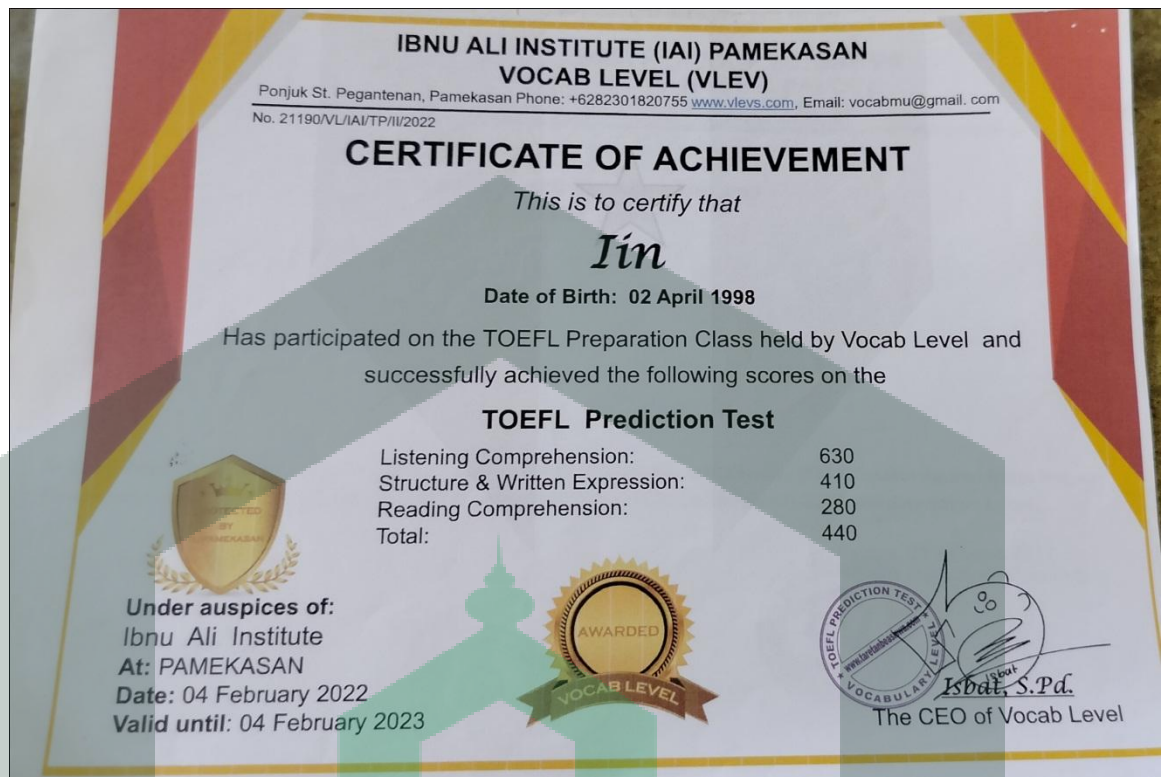 IBNU ALI INSTITUTE (IAI) PAMEKASAN
VOCAB LEVEL (VLEV)
Ponjuk St. Pegantenan, Pamekasan Phone: +6282301820755 www.vlevs.com, Email: vocabmu@gmail. com
No. 21190/VL/IAI/TP/II/2022
CERTIFICATE OF ACHIEVEMENT
This is to certify that
Iin
Date of Birth: 02 April 1998
Has participated on the TOEFL Preparation Class held by Vocab Level and
successfully achieved the following scores on the
TOEFL Prediction Test
Listening Comprehension: 630
Structure & Written Expression: 410
Reading Comprehension: 280
Total: 440
PROTECTED
BY
PAMEKASAN
Under auspices of:
Ibnu Ali Institute
At: PAMEKASAN
Date: 04 February 2022
Valid until: 04 February 2023
AWARDED
VOCAB LEVEL
TOEFL PREDICTION TEST
VOCABULARY LEVEL
Isbat
Isbat, S.Pd.
The CEO of Vocab Level